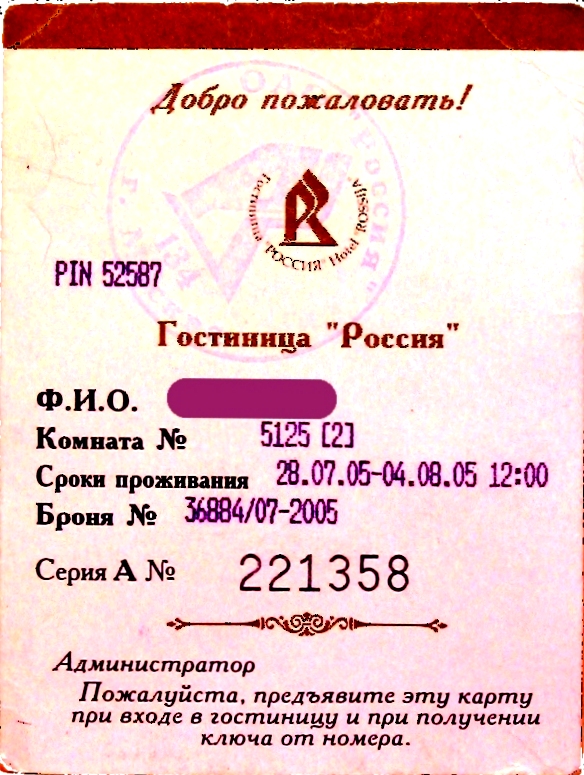 Добро пожаловать!
Гостиница РОССИЯ Hotel ROSSIJA
PIN 52587
Гостиница "Россия"
Ф.И.О.
Комната № 5125 [2]
Сроки проживания 28.07.05-04.08.05 12:00
Броня № 36884/07-2005
Серия А № 221358
Администратор
Пожалуйста, предъявите эту карту
при входе в гостиницу и при получении
ключа от номера.